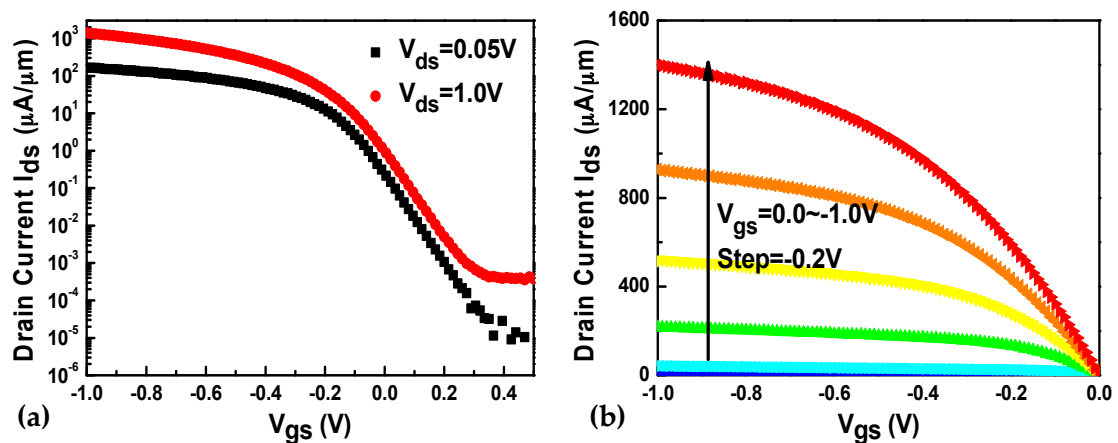 Drain Current Ids (μA/μm)
10³
10²
10¹
10⁰
10⁻¹
10⁻²
10⁻³
10⁻⁴
10⁻⁵
10⁻⁶
-1.0 -0.8 -0.6 -0.4 -0.2 0.0 0.2 0.4
Vgs (V)
Vds=0.05V
Vds=1.0V
(a)
Drain Current Ids (μA/μm)
1600
1200
800
400
0
-1.0 -0.8 -0.6 -0.4 -0.2 0.0
Vgs (V)
Vgs=0.0~-1.0V
Step=-0.2V
(b)